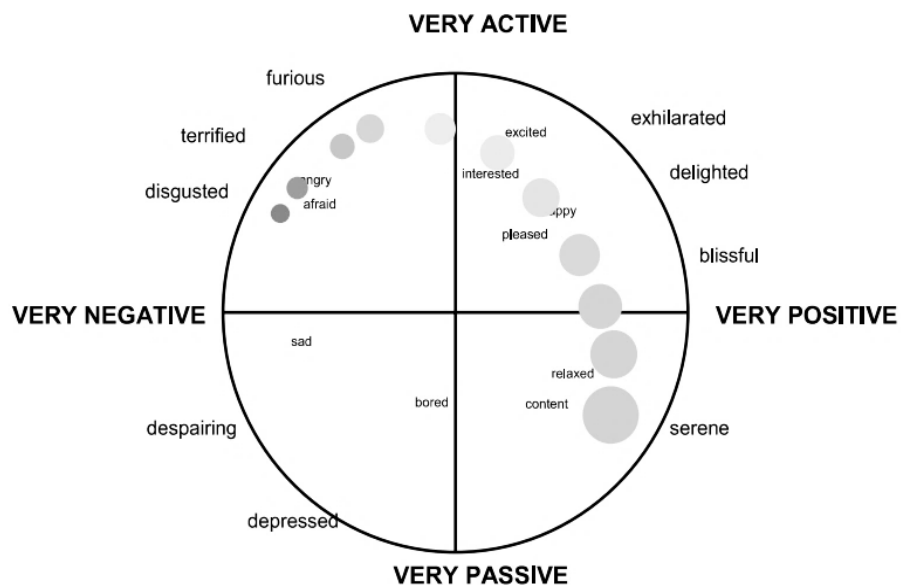 VERY ACTIVE
furious
exhilarated
terrified
excited
interested
delighted
disgusted
angry
afraid
appy
pleased
blissful
VERY NEGATIVE
VERY POSITIVE
sad
relaxed
bored
content
despairing
serene
depressed
VERY PASSIVE